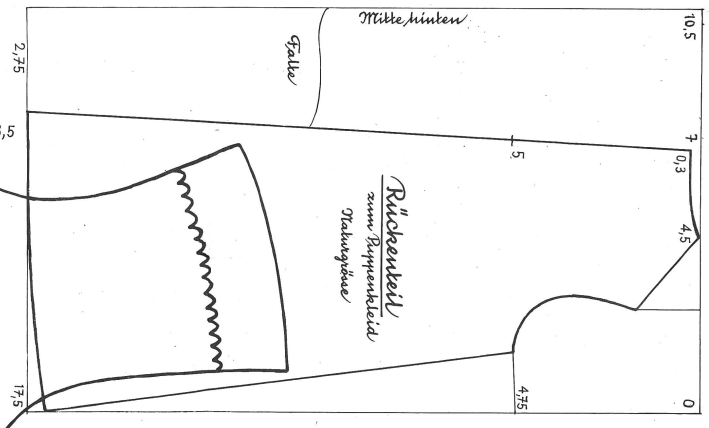 Mitte hinten
Falte
10,5
2,75
7
0,3
5
4,5
Rückenteil
zum Puppenkleid
Naturgrösse
4,75
0
17,5